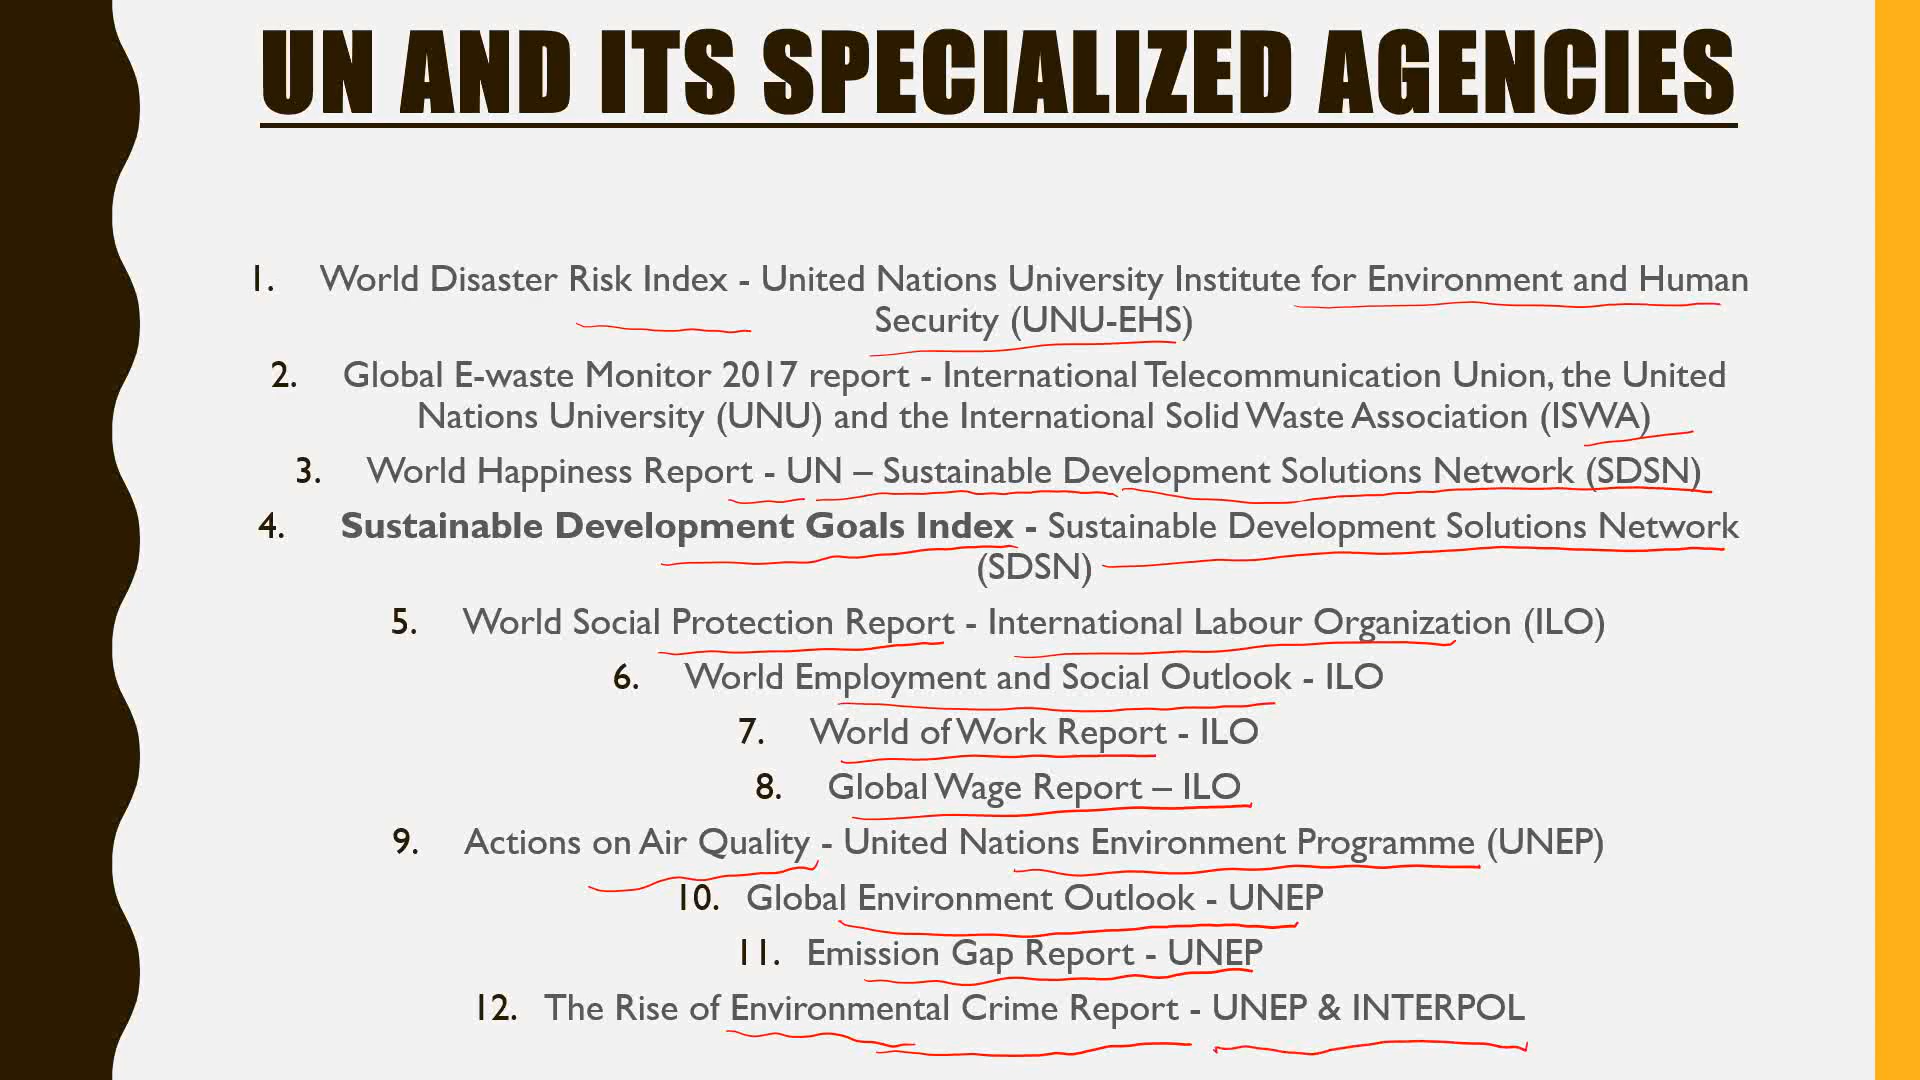 UN AND ITS SPECIALIZED AGENCIES
1. World Disaster Risk Index - United Nations University Institute for Environment and Human
Security (UNU-EHS)
2. Global E-waste Monitor 2017 report - International Telecommunication Union, the United
Nations University (UNU) and the International Solid Waste Association (ISWA)
3. World Happiness Report - UN – Sustainable Development Solutions Network (SDSN)
4. Sustainable Development Goals Index - Sustainable Development Solutions Network
(SDSN)
5. World Social Protection Report - International Labour Organization (ILO)
6. World Employment and Social Outlook - ILO
7. World of Work Report - ILO
8. Global Wage Report – ILO
9. Actions on Air Quality - United Nations Environment Programme (UNEP)
10. Global Environment Outlook - UNEP
11. Emission Gap Report - UNEP
12. The Rise of Environmental Crime Report - UNEP & INTERPOL